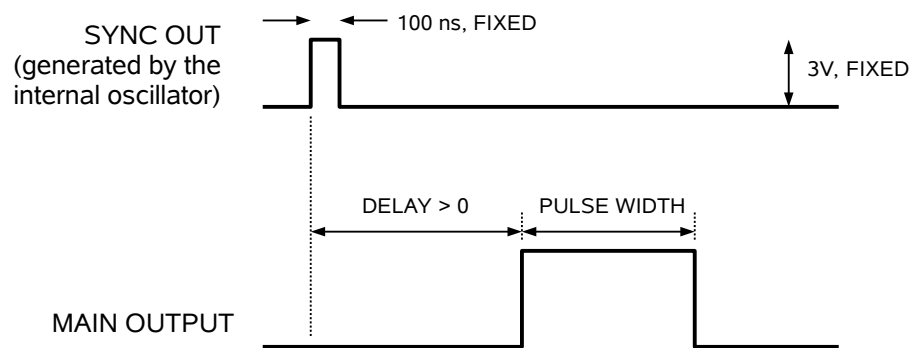 100 ns, FIXED
SYNC OUT
(generated by the
internal oscillator)
3V, FIXED
DELAY > 0
PULSE WIDTH
MAIN OUTPUT